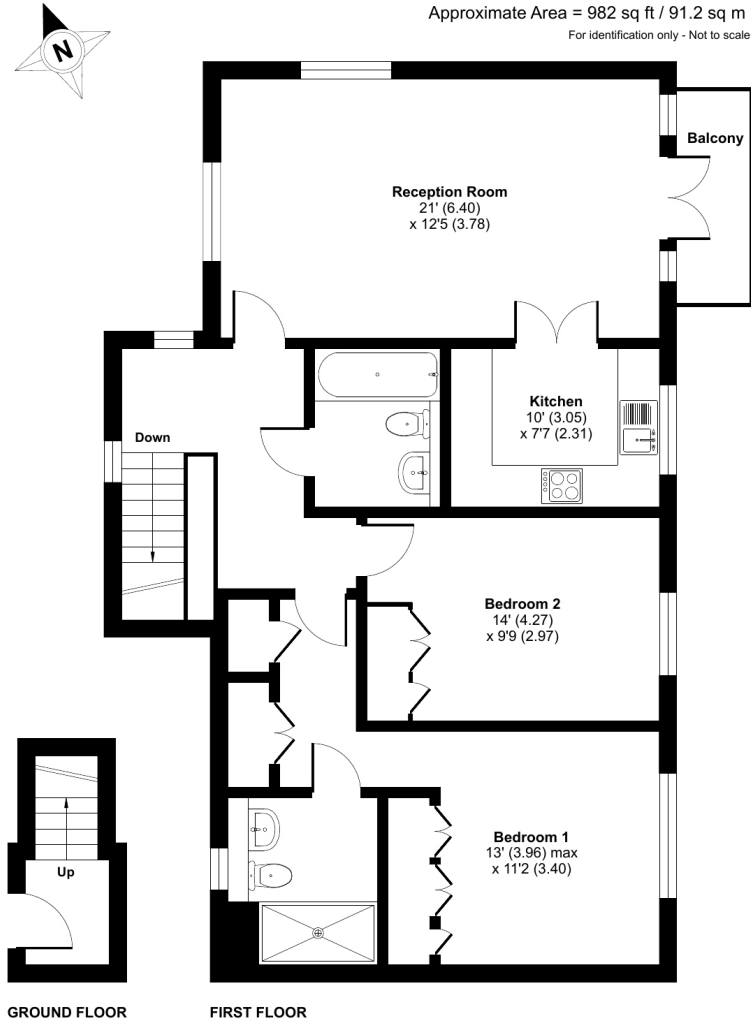 Approximate Area = 982 sq ft / 91.2 sq m
For identification only - Not to scale
N
Balcony
Reception Room
21' (6.40)
x 12'5 (3.78)
Kitchen
10' (3.05)
x 7'7 (2.31)
Down
Bedroom 2
14' (4.27)
x 9'9 (2.97)
Bedroom 1
13' (3.96) max
x 11'2 (3.40)
Up
GROUND FLOOR
FIRST FLOOR